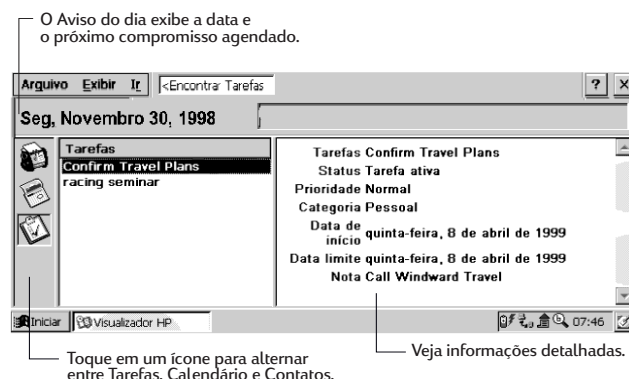 O Aviso do dia exibe a data e
o próximo compromisso agendado.
Arquivo Exibir Ir <Encontrar Tarefas ? X
Seg, Novembro 30, 1998
Tarefas
Confirm Travel Plans
racing seminar
Tarefas Confirm Travel Plans
Status Tarefa ativa
Prioridade Normal
Categoria Pessoal
Data de início quinta-feira, 8 de abril de 1999
Data limite quinta-feira, 8 de abril de 1999
Nota Call Windward Travel
Iniciar Visualizador HP 07:46
Toque em um ícone para alternar
entre Tarefas, Calendário e Contatos.
Veja informações detalhadas.